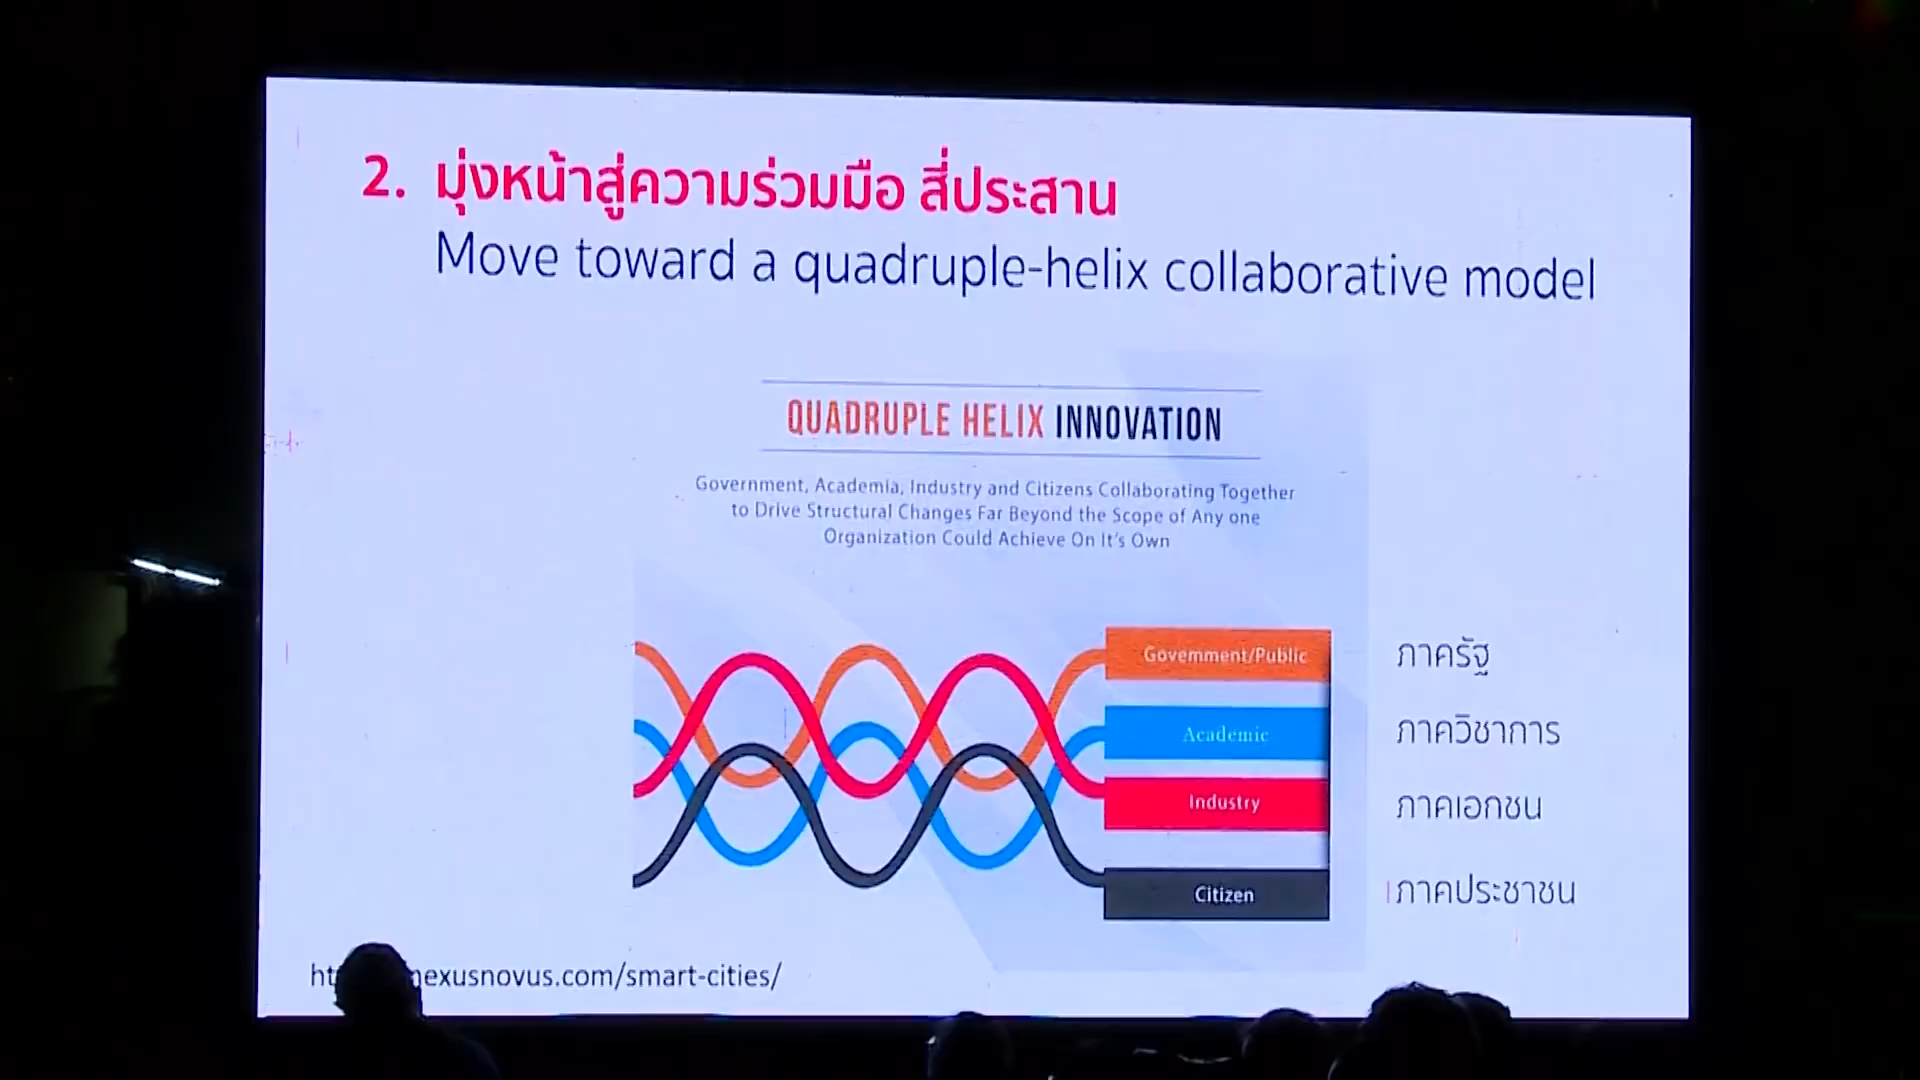 2. มุ่งหน้าสู่ความร่วมมือ สี่ประสาน
Move toward a quadruple-helix collaborative model
QUADRUPLE HELIX INNOVATION
Government, Academia, Industry and Citizens Collaborating Together
to Drive Structural Changes Far Beyond the Scope of Any one
Organization Could Achieve On It's Own
Government/Public ภาครัฐ
Academic ภาควิชาการ
Industry ภาคเอกชน
Citizen ภาคประชาชน
exusnovus.com/smart-cities/